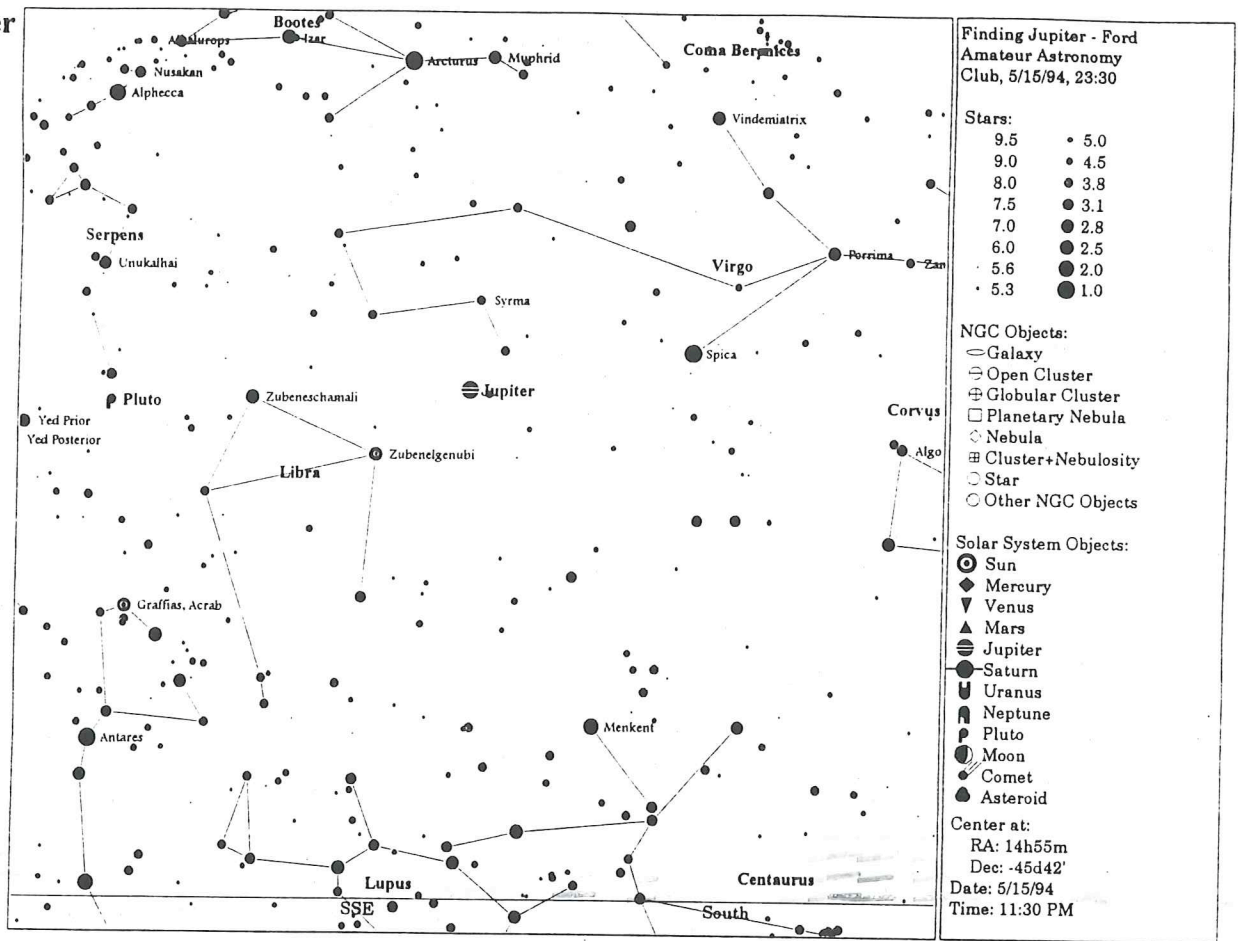 er
Bootes
Alkalurops
Izar
Nusakan
Alphecca
Arcturus
Muphrid
Coma Berenices
Vindemiatrix
Serpens
Unukalhai
Virgo
Porrima
Zan
Syrma
Spica
Pluto
Zubeneschamali
Jupiter
Corvus
Yed Prior
Yed Posterior
Zubenelgenubi
Algo
Libra
Graffias, Acrab
Antares
Menkent
Lupus
Centaurus
SSE
South
Finding Jupiter - Ford
Amateur Astronomy
Club, 5/15/94, 23:30
Stars:
9.5 5.0
9.0 4.5
8.0 3.8
7.5 3.1
7.0 2.8
6.0 2.5
5.6 2.0
5.3 1.0
NGC Objects:
Galaxy
Open Cluster
Globular Cluster
Planetary Nebula
Nebula
Cluster+Nebulosity
Star
Other NGC Objects
Solar System Objects:
Sun
Mercury
Venus
Mars
Jupiter
Saturn
Uranus
Neptune
Pluto
Moon
Comet
Asteroid
Center at:
RA: 14h55m
Dec: -45d42'
Date: 5/15/94
Time: 11:30 PM